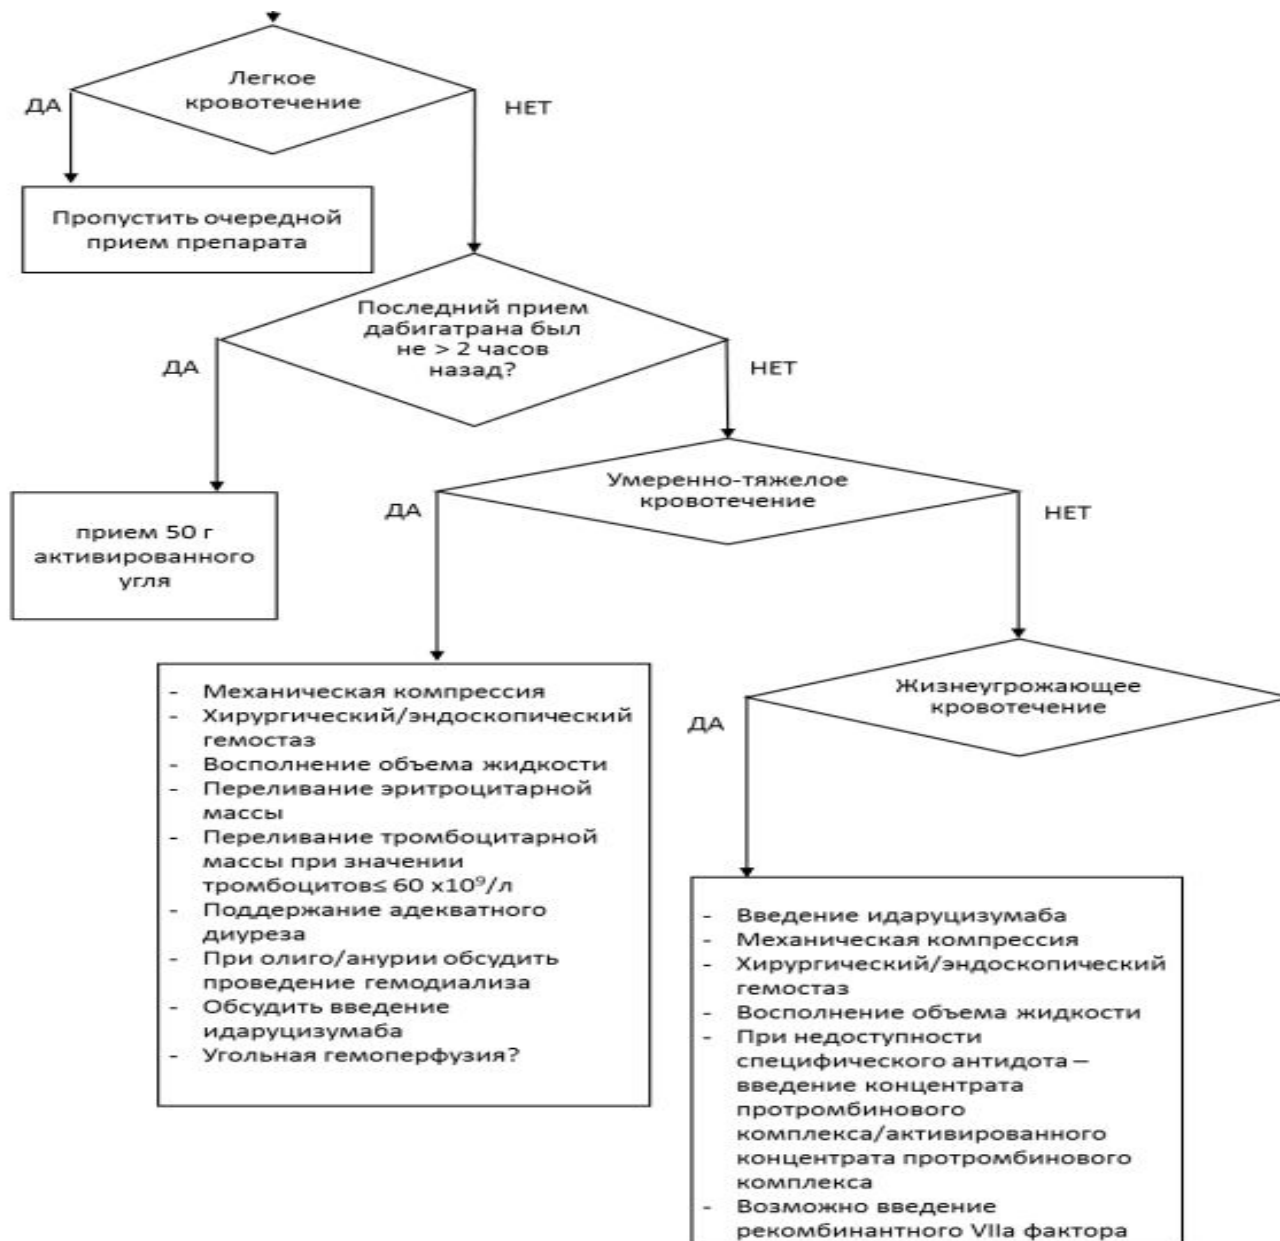 Легкое
кровотечение
ДА
НЕТ
Пропустить очередной
прием препарата
Последний прием
дабигатрана был
не > 2 часов
назад?
ДА
НЕТ
прием 50 г
активированного
угля
Умеренно-тяжелое
кровотечение
ДА
НЕТ
- Механическая компрессия
- Хирургический/эндоскопический
гемостаз
- Восполнение объема жидкости
- Переливание эритроцитарной
массы
- Переливание тромбоцитарной
массы при значении
тромбоцитов≤ 60 х10⁹/л
- Поддержание адекватного
диуреза
- При олиго/анурии обсудить
проведение гемодиализа
- Обсудить введение
идаруцизумаба
- Угольная гемоперфузия?
Жизнеугрожающее
кровотечение
ДА
- Введение идаруцизумаба
- Механическая компрессия
- Хирургический/эндоскопический
гемостаз
- Восполнение объема жидкости
- При недоступности
специфического антидота –
введение концентрата
протромбинового
комплекса/активированного
концентрата протромбинового
комплекса
- Возможно введение
рекомбинантного VIIa фактора